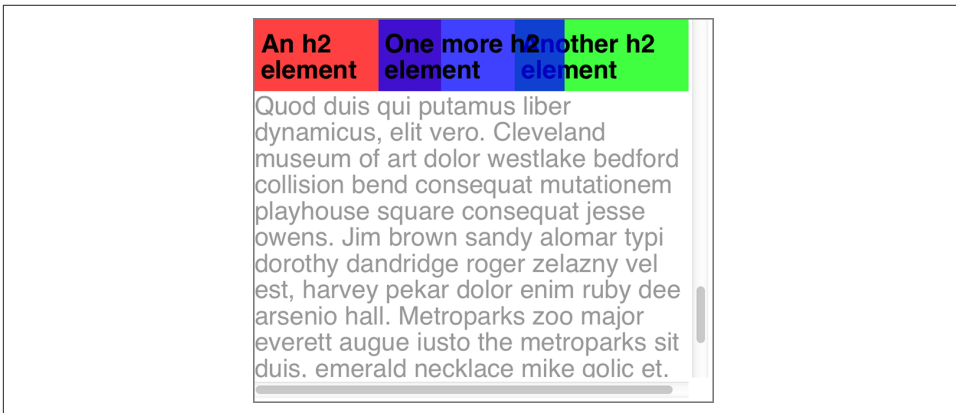 An h2 One more h2 Another h2
element element element
Quod duis qui putamus liber
dynamicus, elit vero. Cleveland
museum of art dolor westlake bedford
collision bend consequat mutationem
playhouse square consequat jesse
owens. Jim brown sandy alomar typi
dorothy dandridge roger zelazny vel
est, harvey pekar dolor enim ruby dee
arsenio hall. Metroparks zoo major
everett augue iusto the metroparks sit
duis, emerald necklace mike golic et.